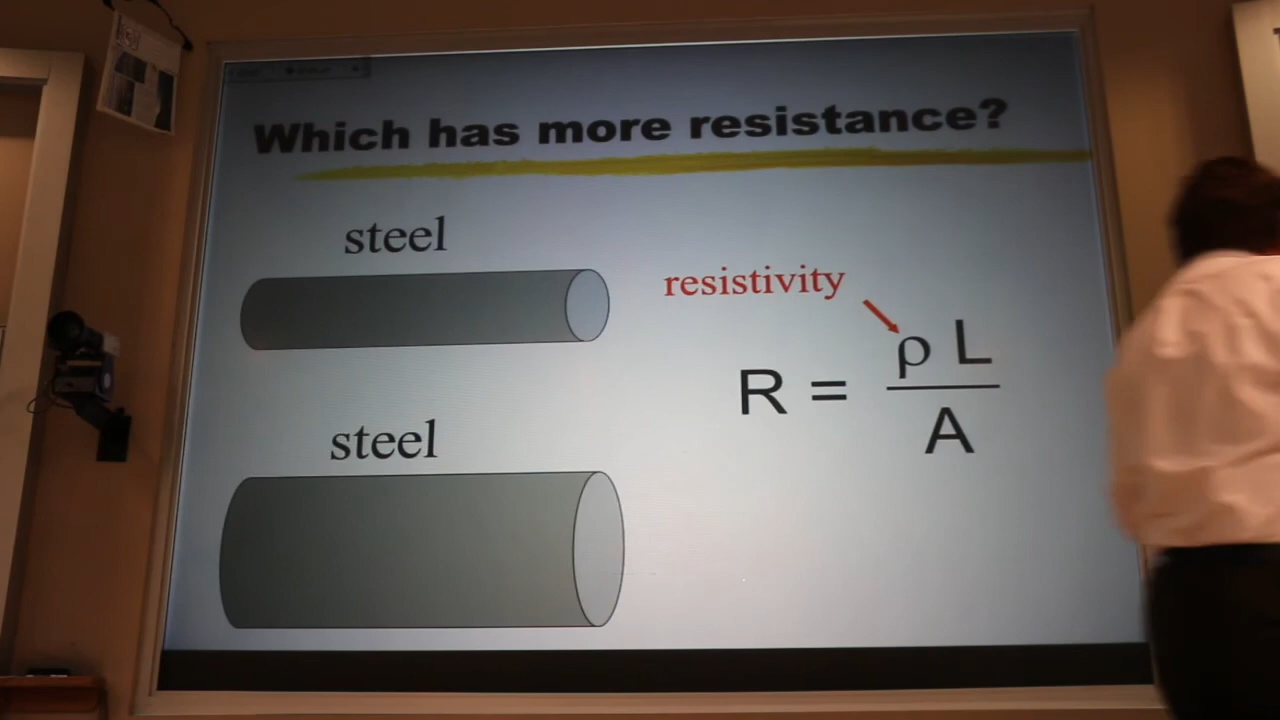 Which has more resistance?
steel
resistivity
R = ρ L / A
steel